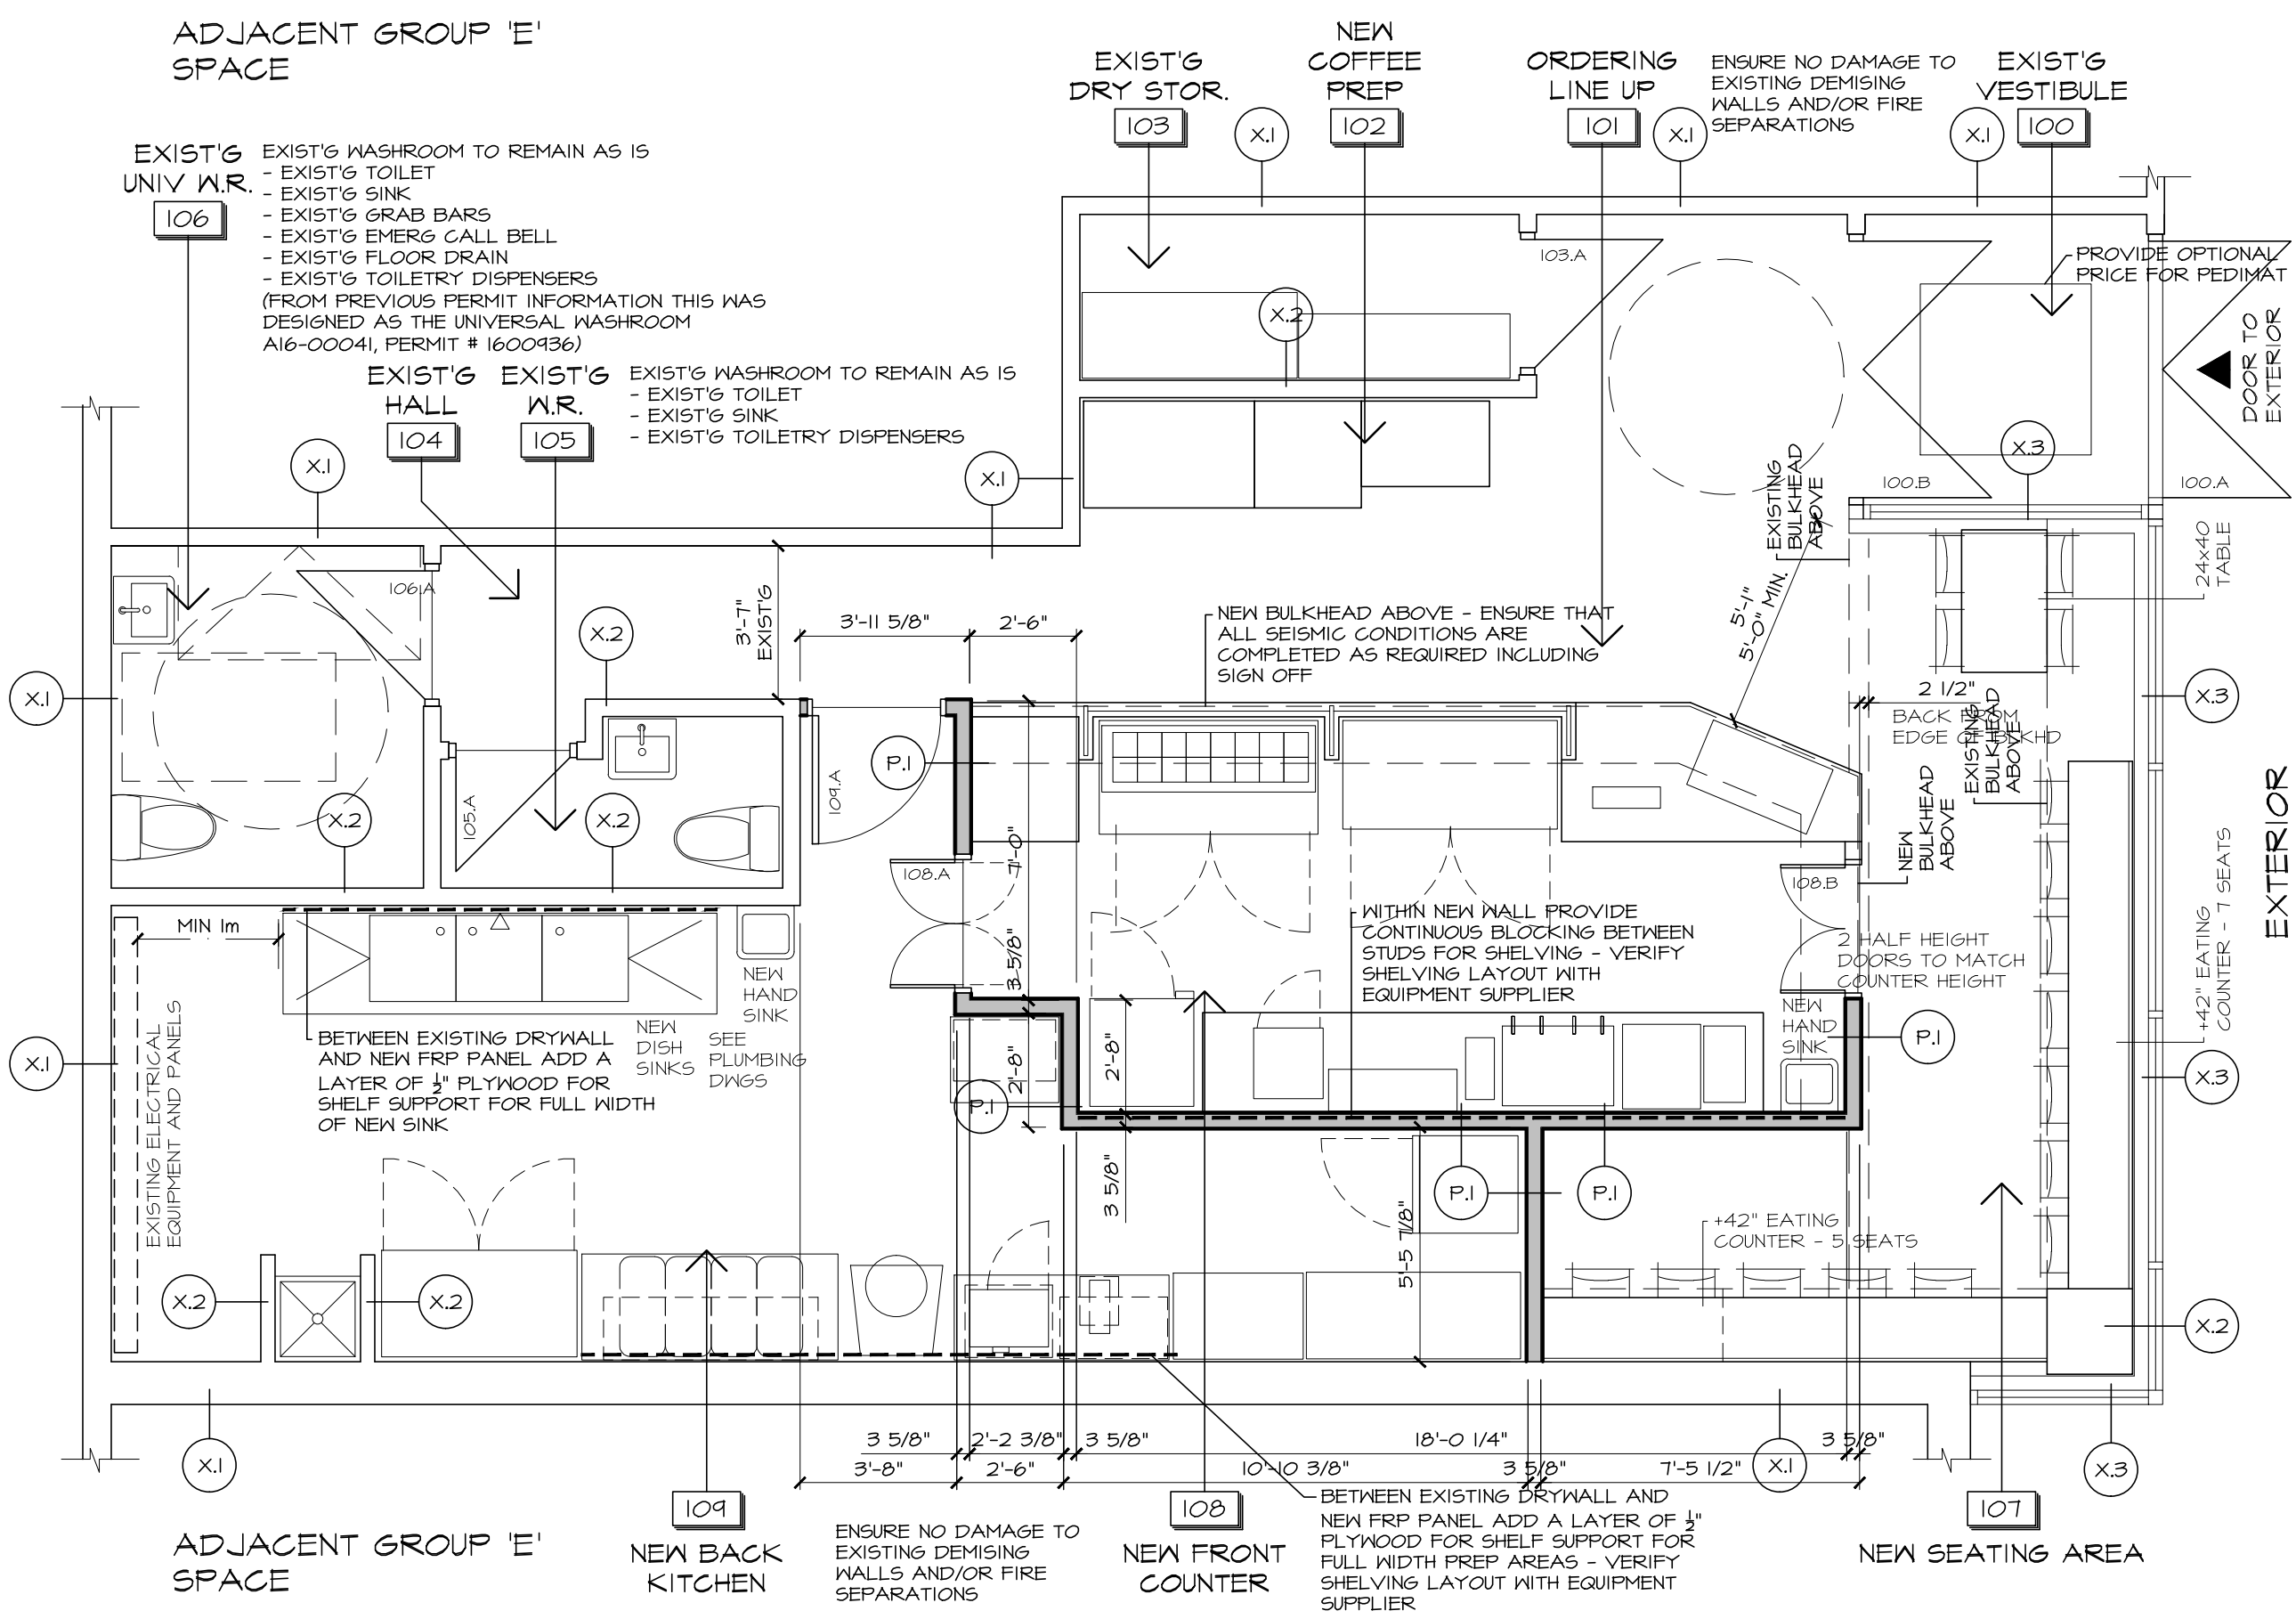 ADJACENT GROUP 'E'
SPACE
EXIST'G
DRY STOR.
103
NEW
COFFEE
PREP
102
ORDERING
LINE UP
101
ENSURE NO DAMAGE TO
EXISTING DEMISING
WALLS AND/OR FIRE
SEPARATIONS
EXIST'G
VESTIBULE
100
X.1
X.1
X.1
EXIST'G
UNIV W.R.
106
EXIST'G WASHROOM TO REMAIN AS IS
- EXIST'G TOILET
- EXIST'G SINK
- EXIST'G GRAB BARS
- EXIST'G EMERG CALL BELL
- EXIST'G FLOOR DRAIN
- EXIST'G TOILETRY DISPENSERS
(FROM PREVIOUS PERMIT INFORMATION THIS WAS
DESIGNED AS THE UNIVERSAL WASHROOM
A16-00041, PERMIT # 1600936)
103.A
PROVIDE OPTIONAL
PRICE FOR PEDIMAT
X.2
DOOR TO
EXTERIOR
EXIST'G
HALL
104
EXIST'G
W.R.
105
EXIST'G WASHROOM TO REMAIN AS IS
- EXIST'G TOILET
- EXIST'G SINK
- EXIST'G TOILETRY DISPENSERS
X.1
X.1
X.3
100.B
100.A
EXISTING
BULKHEAD
ABOVE
24x40
TABLE
106.A
X.2
3'-7"
EXIST'G
3'-11 5/8"
2'-6"
NEW BULKHEAD ABOVE - ENSURE THAT
ALL SEISMIC CONDITIONS ARE
COMPLETED AS REQUIRED INCLUDING
SIGN OFF
5'-1"
5'-0" MIN.
X.1
X.3
2 1/2"
BACK FROM
EDGE OF BLKHD
EXISTING
BULKHEAD
ABOVE
P.1
109.A
105.A
X.2
X.2
NEW
BULKHEAD
ABOVE
7'-0"
108.A
108.B
+42" EATING
COUNTER - 7 SEATS
EXTERIOR
MIN 1m
WITHIN NEW WALL PROVIDE
CONTINUOUS BLOCKING BETWEEN
STUDS FOR SHELVING - VERIFY
SHELVING LAYOUT WITH
EQUIPMENT SUPPLIER
2 HALF HEIGHT
DOORS TO MATCH
COUNTER HEIGHT
3 5/8"
NEW
HAND
SINK
NEW
HAND
SINK
NEW
DISH
SINKS
SEE
PLUMBING
DWGS
BETWEEN EXISTING DRYWALL
AND NEW FRP PANEL ADD A
LAYER OF ½" PLYWOOD FOR
SHELF SUPPORT FOR FULL WIDTH
OF NEW SINK
EXISTING ELECTRICAL
EQUIPMENT AND PANELS
X.1
2'-8"
2'-8"
P.1
P.1
X.3
3 5/8"
P.1
P.1
5'-5 7/8"
+42" EATING
COUNTER - 5 SEATS
X.2
X.2
X.2
3 5/8"
2'-2 3/8"
3 5/8"
18'-0 1/4"
3 5/8"
3'-8"
2'-6"
10'-10 3/8"
3 5/8"
7'-5 1/2"
X.1
X.1
X.3
109
NEW BACK
KITCHEN
108
NEW FRONT
COUNTER
107
NEW SEATING AREA
ENSURE NO DAMAGE TO
EXISTING DEMISING
WALLS AND/OR FIRE
SEPARATIONS
BETWEEN EXISTING DRYWALL AND
NEW FRP PANEL ADD A LAYER OF ½"
PLYWOOD FOR SHELF SUPPORT FOR
FULL WIDTH PREP AREAS - VERIFY
SHELVING LAYOUT WITH EQUIPMENT
SUPPLIER
ADJACENT GROUP 'E'
SPACE